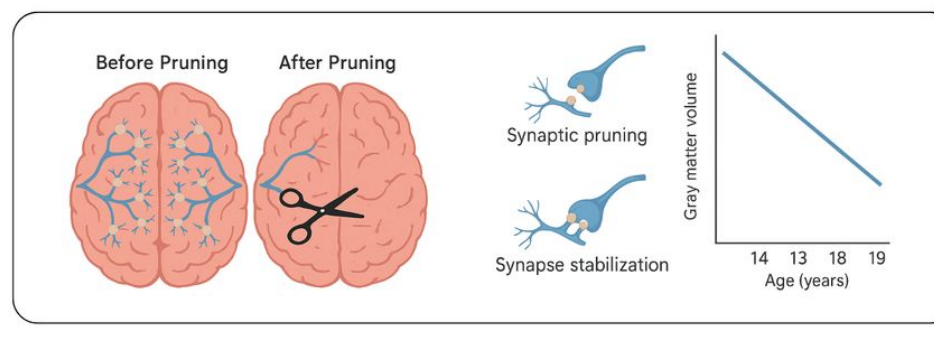 Before Pruning
After Pruning
Synaptic pruning
Synapse stabilization
Gray matter volume
14 13 18 19
Age (years)